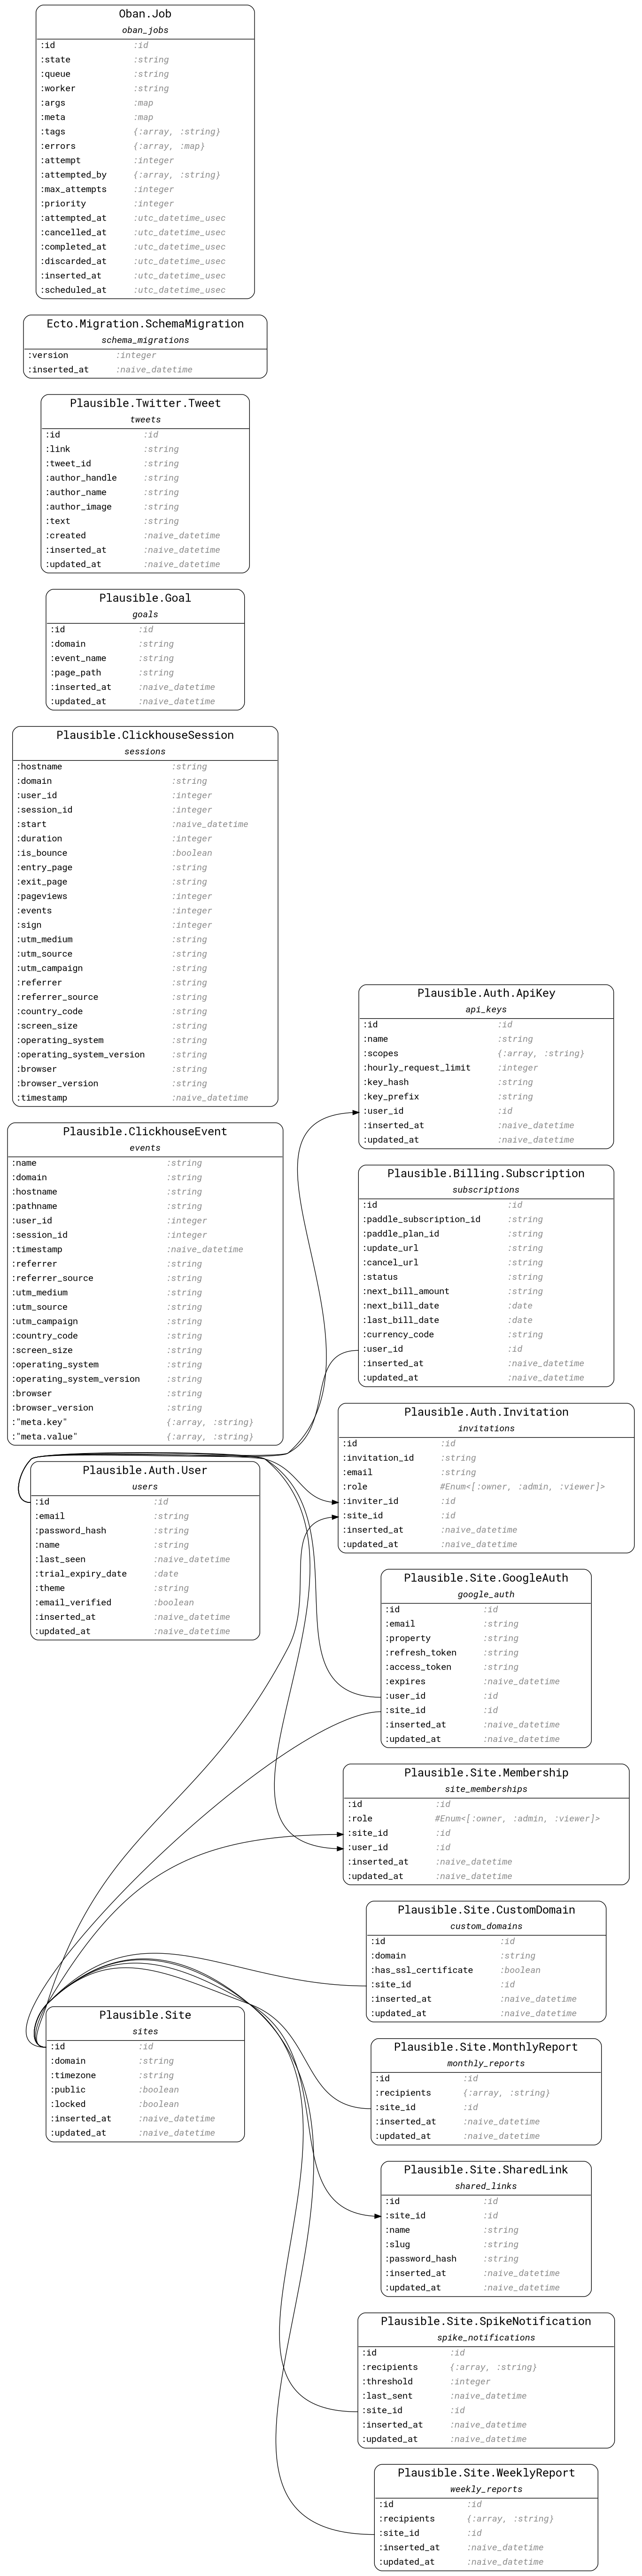 Oban.Job
oban_jobs
:id :id
:state :string
:queue :string
:worker :string
:args :map
:meta :map
:tags {:array, :string}
:errors {:array, :map}
:attempt :integer
:attempted_by {:array, :string}
:max_attempts :integer
:priority :integer
:attempted_at :utc_datetime_usec
:cancelled_at :utc_datetime_usec
:completed_at :utc_datetime_usec
:discarded_at :utc_datetime_usec
:inserted_at :utc_datetime_usec
:scheduled_at :utc_datetime_usec
Ecto.Migration.SchemaMigration
schema_migrations
:version :integer
:inserted_at :naive_datetime
Plausible.Twitter.Tweet
tweets
:id :id
:link :string
:tweet_id :string
:author_handle :string
:author_name :string
:author_image :string
:text :string
:created :naive_datetime
:inserted_at :naive_datetime
:updated_at :naive_datetime
Plausible.Goal
goals
:id :id
:domain :string
:event_name :string
:page_path :string
:inserted_at :naive_datetime
:updated_at :naive_datetime
Plausible.ClickhouseSession
sessions
:hostname :string
:domain :string
:user_id :integer
:session_id :integer
:start :naive_datetime
:duration :integer
:is_bounce :boolean
:entry_page :string
:exit_page :string
:pageviews :integer
:events :integer
:sign :integer
:utm_medium :string
:utm_source :string
:utm_campaign :string
:referrer :string
:referrer_source :string
:country_code :string
:screen_size :string
:operating_system :string
:operating_system_version :string
:browser :string
:browser_version :string
:timestamp :naive_datetime
Plausible.ClickhouseEvent
events
:name :string
:domain :string
:hostname :string
:pathname :string
:user_id :integer
:session_id :integer
:timestamp :naive_datetime
:referrer :string
:referrer_source :string
:utm_medium :string
:utm_source :string
:utm_campaign :string
:country_code :string
:screen_size :string
:operating_system :string
:operating_system_version :string
:browser :string
:browser_version :string
:"meta.key" {:array, :string}
:"meta.value" {:array, :string}
Plausible.Auth.User
users
:id :id
:email :string
:password_hash :string
:name :string
:last_seen :naive_datetime
:trial_expiry_date :date
:theme :string
:email_verified :boolean
:inserted_at :naive_datetime
:updated_at :naive_datetime
Plausible.Site
sites
:id :id
:domain :string
:timezone :string
:public :boolean
:locked :boolean
:inserted_at :naive_datetime
:updated_at :naive_datetime
Plausible.Auth.ApiKey
api_keys
:id :id
:name :string
:scopes {:array, :string}
:hourly_request_limit :integer
:key_hash :string
:key_prefix :string
:user_id :id
:inserted_at :naive_datetime
:updated_at :naive_datetime
Plausible.Billing.Subscription
subscriptions
:id :id
:paddle_subscription_id :string
:paddle_plan_id :string
:update_url :string
:cancel_url :string
:status :string
:next_bill_amount :string
:next_bill_date :date
:last_bill_date :date
:currency_code :string
:user_id :id
:inserted_at :naive_datetime
:updated_at :naive_datetime
Plausible.Auth.Invitation
invitations
:id :id
:invitation_id :string
:email :string
:role #Enum<[:owner, :admin, :viewer]>
:inviter_id :id
:site_id :id
:inserted_at :naive_datetime
:updated_at :naive_datetime
Plausible.Site.GoogleAuth
google_auth
:id :id
:email :string
:property :string
:refresh_token :string
:access_token :string
:expires :naive_datetime
:user_id :id
:site_id :id
:inserted_at :naive_datetime
:updated_at :naive_datetime
Plausible.Site.Membership
site_memberships
:id :id
:role #Enum<[:owner, :admin, :viewer]>
:site_id :id
:user_id :id
:inserted_at :naive_datetime
:updated_at :naive_datetime
Plausible.Site.CustomDomain
custom_domains
:id :id
:domain :string
:has_ssl_certificate :boolean
:site_id :id
:inserted_at :naive_datetime
:updated_at :naive_datetime
Plausible.Site.MonthlyReport
monthly_reports
:id :id
:recipients {:array, :string}
:site_id :id
:inserted_at :naive_datetime
:updated_at :naive_datetime
Plausible.Site.SharedLink
shared_links
:id :id
:site_id :id
:name :string
:slug :string
:password_hash :string
:inserted_at :naive_datetime
:updated_at :naive_datetime
Plausible.Site.SpikeNotification
spike_notifications
:id :id
:recipients {:array, :string}
:threshold :integer
:last_sent :naive_datetime
:site_id :id
:inserted_at :naive_datetime
:updated_at :naive_datetime
Plausible.Site.WeeklyReport
weekly_reports
:id :id
:recipients {:array, :string}
:site_id :id
:inserted_at :naive_datetime
:updated_at :naive_datetime